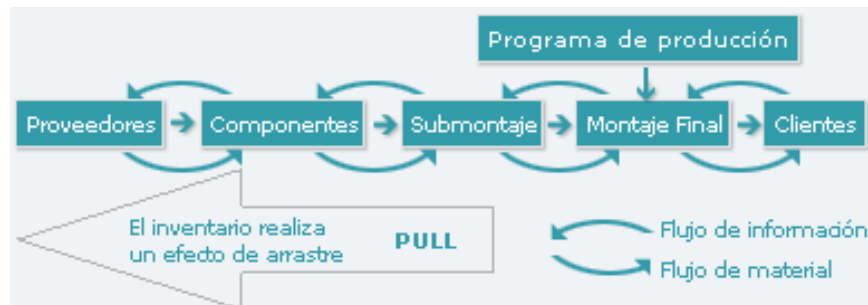 Programa de producción
Proveedores
Componentes
Submontaje
Montaje Final
Clientes
El inventario realiza
un efecto de arrastre
PULL
Flujo de información
Flujo de material